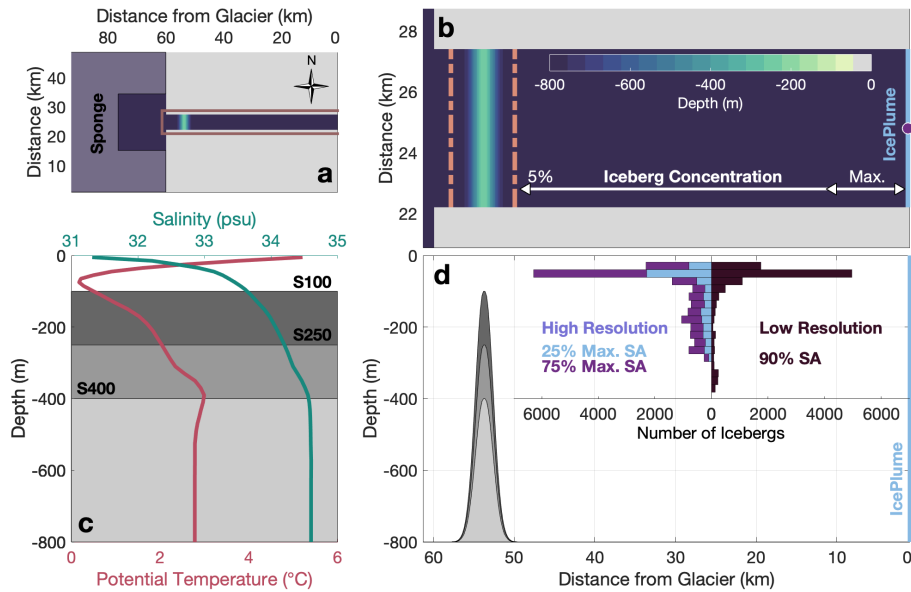 Distance from Glacier (km)
80 60 40 20 0
Distance (km)
40
30
20
10
Sponge
N
a
b
Distance (km)
28
26
24
22
-800 -600 -400 -200 0
Depth (m)
IcePlume
5% Iceberg Concentration Max.
Salinity (psu)
31 32 33 34 35
Depth (m)
0
-200
-400
-600
-800
S100
S250
S400
c
0 2 4 6
Potential Temperature (°C)
d
Depth (m)
0
-200
-400
-600
-800
High Resolution
25% Max. SA
75% Max. SA
Low Resolution
90% SA
6000 4000 2000 0 2000 4000 6000
Number of Icebergs
IcePlume
60 50 40 30 20 10 0
Distance from Glacier (km)